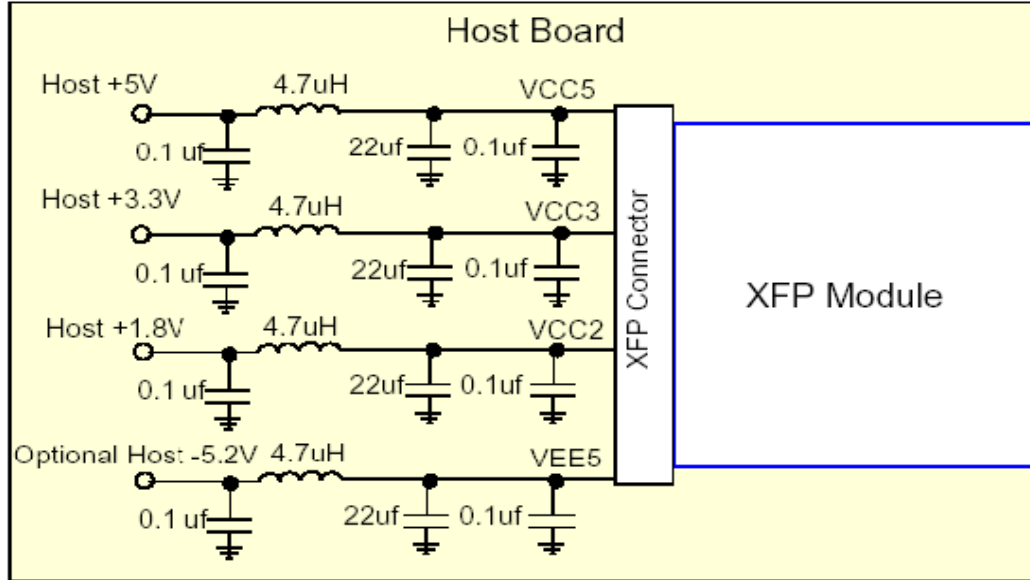 Host Board
Host +5V
4.7uH
VCC5
0.1 uf
22uf
0.1uf
Host +3.3V
4.7uH
VCC3
0.1 uf
22uf
0.1uf
Host +1.8V
4.7uH
VCC2
0.1 uf
22uf
0.1uf
Optional Host -5.2V
4.7uH
VEE5
0.1 uf
22uf
0.1uf
XFP Connector
XFP Module